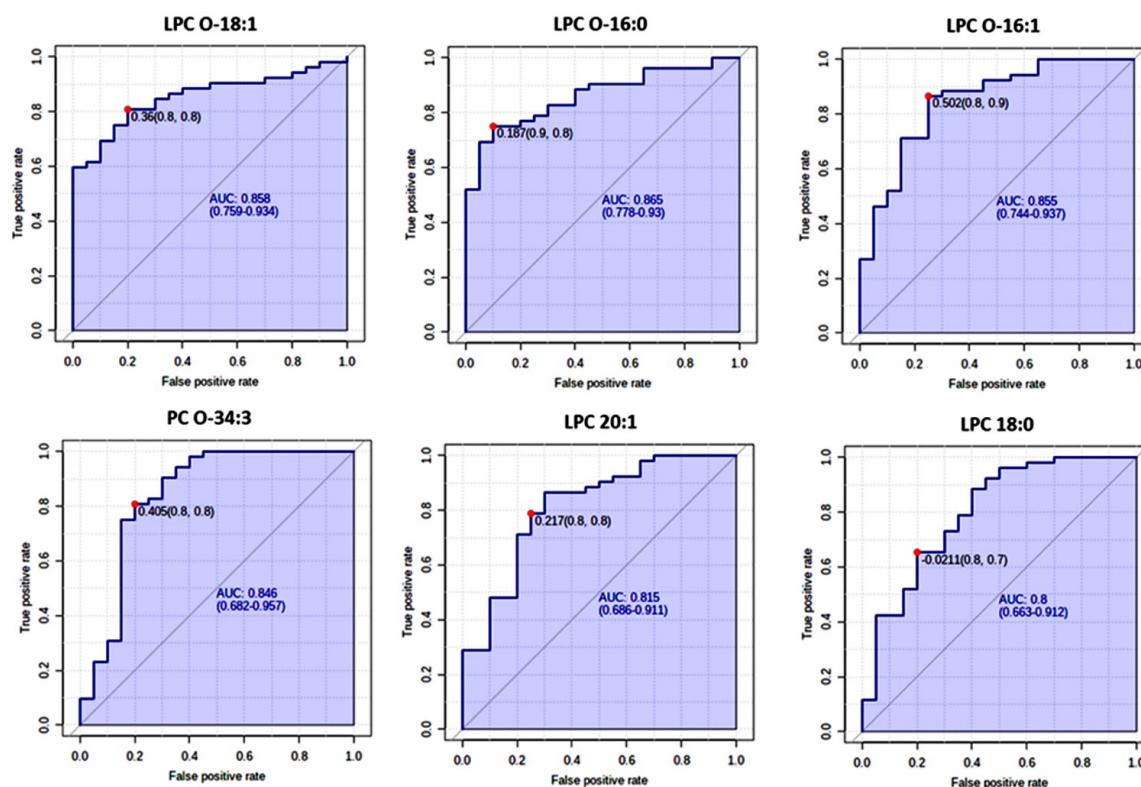 LPC O-18:1
True positive rate
1.0
0.8
0.6
0.4
0.2
0.0
0.36(0.8, 0.8)
AUC: 0.858
(0.759-0.934)
0.0 0.2 0.4 0.6 0.8 1.0
False positive rate
LPC O-16:0
True positive rate
1.0
0.8
0.6
0.4
0.2
0.0
0.187(0.9, 0.8)
AUC: 0.865
(0.778-0.93)
0.0 0.2 0.4 0.6 0.8 1.0
False positive rate
LPC O-16:1
True positive rate
1.0
0.8
0.6
0.4
0.2
0.0
0.502(0.8, 0.9)
AUC: 0.855
(0.744-0.937)
0.0 0.2 0.4 0.6 0.8 1.0
False positive rate
PC O-34:3
True positive rate
1.0
0.8
0.6
0.4
0.2
0.0
0.405(0.8, 0.8)
AUC: 0.846
(0.682-0.957)
0.0 0.2 0.4 0.6 0.8 1.0
False positive rate
LPC 20:1
True positive rate
1.0
0.8
0.6
0.4
0.2
0.0
0.217(0.8, 0.8)
AUC: 0.815
(0.686-0.911)
0.0 0.2 0.4 0.6 0.8 1.0
False positive rate
LPC 18:0
True positive rate
1.0
0.8
0.6
0.4
0.2
0.0
-0.0211(0.8, 0.7)
AUC: 0.8
(0.663-0.912)
0.0 0.2 0.4 0.6 0.8 1.0
False positive rate